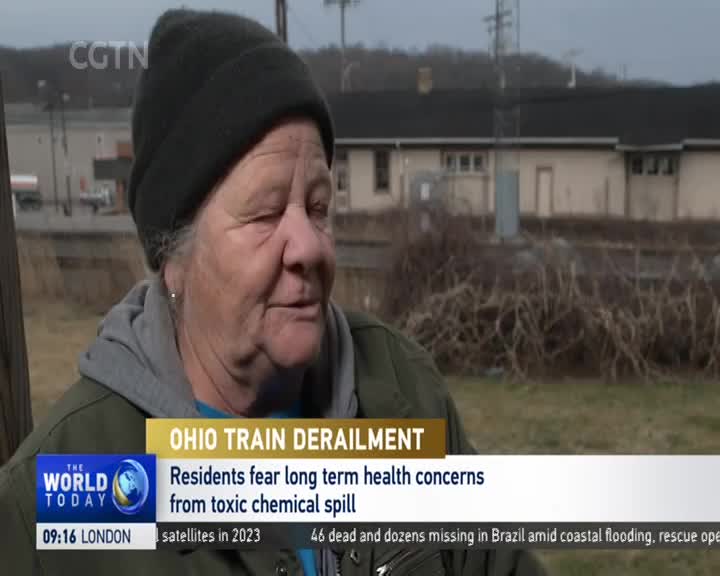 CGTN
OHIO TRAIN DERAILMENT
Residents fear long term health concerns
from toxic chemical spill
THE
WORLD
TODAY
09:16 LONDON
satellites in 2023 46 dead and dozens missing in Brazil amid coastal flooding, rescue ope